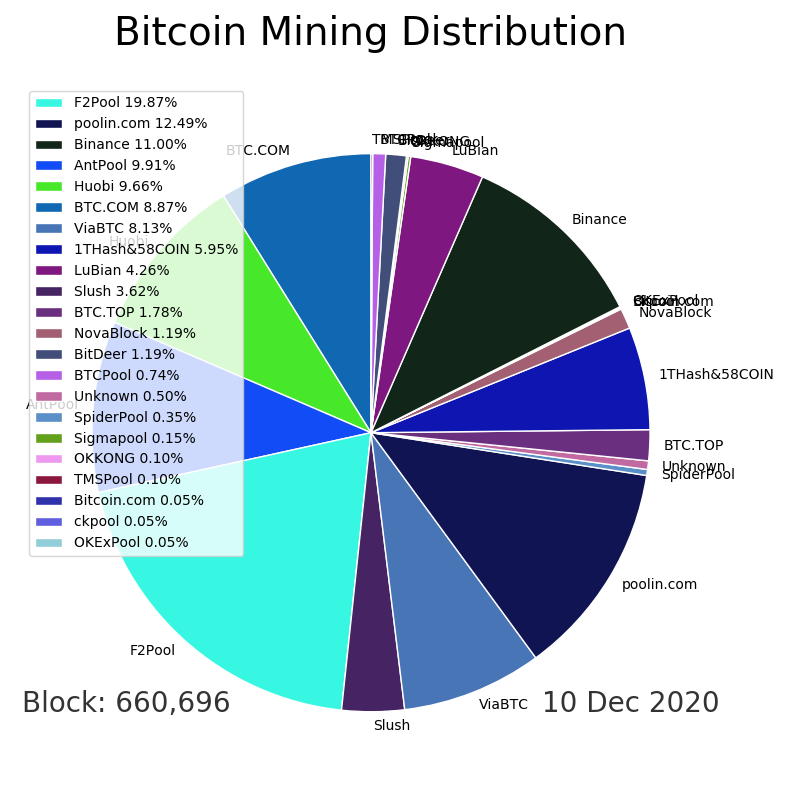 Bitcoin Mining Distribution
F2Pool 19.87%
poolin.com 12.49%
Binance 11.00%
AntPool 9.91%
Huobi 9.66%
BTC.COM 8.87%
ViaBTC 8.13%
1THash&58COIN 5.95%
LuBian 4.26%
Slush 3.62%
BTC.TOP 1.78%
NovaBlock 1.19%
BitDeer 1.19%
BTCPool 0.74%
Unknown 0.50%
SpiderPool 0.35%
Sigmapool 0.15%
OKKONG 0.10%
TMSPool 0.10%
Bitcoin.com 0.05%
ckpool 0.05%
OKExPool 0.05%
BTC.COM
Sigmapool
LuBian
Binance
Huobi
NovaBlock
1THash&58COIN
AntPool
BTC.TOP
Unknown
SpiderPool
poolin.com
F2Pool
ViaBTC
Slush
Block: 660,696
10 Dec 2020